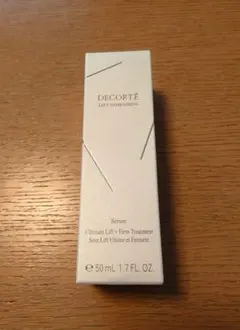 DECORTÉ
LIFT DIMENSION
Serum
Ultimate Lift + Firm Treatment
Soin Lift Ultime et Fermeté
℮ 50 mL 1.7 FL. OZ.